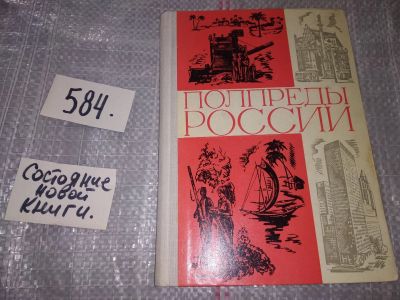 584.
Состояние
новой
книги.
ПОЛПРЕДЫ
РОССИИ